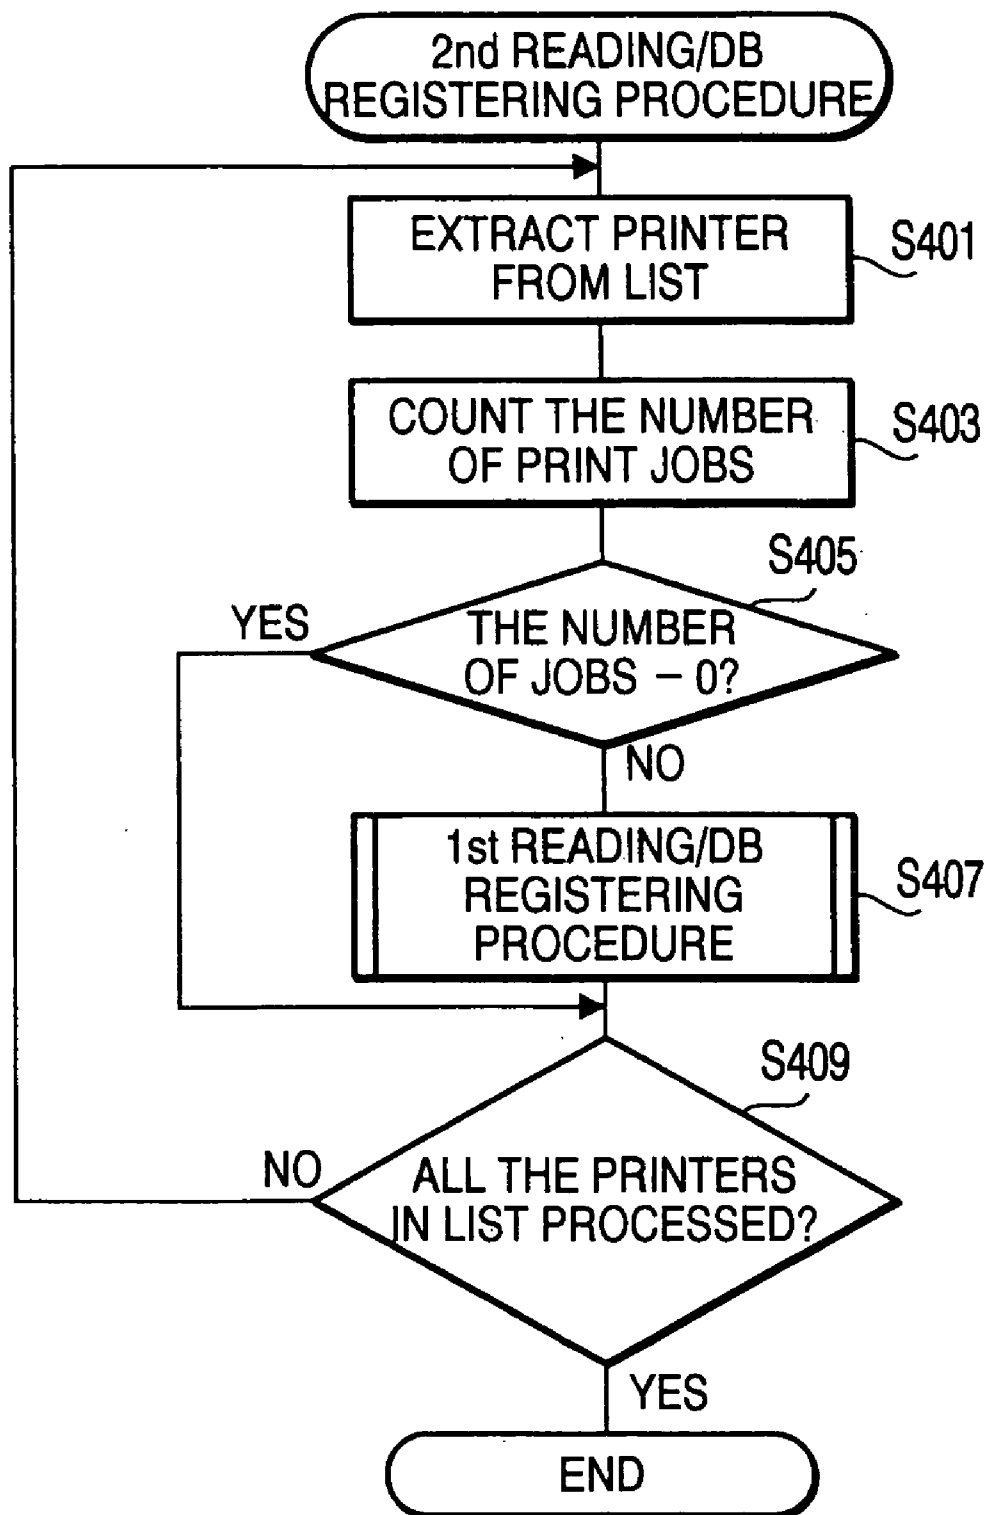 2nd READING/DB
REGISTERING PROCEDURE
EXTRACT PRINTER
FROM LIST
S401
COUNT THE NUMBER
OF PRINT JOBS
S403
S405
YES
THE NUMBER
OF JOBS – 0?
NO
1st READING/DB
REGISTERING
PROCEDURE
S407
S409
NO
ALL THE PRINTERS
IN LIST PROCESSED?
YES
END